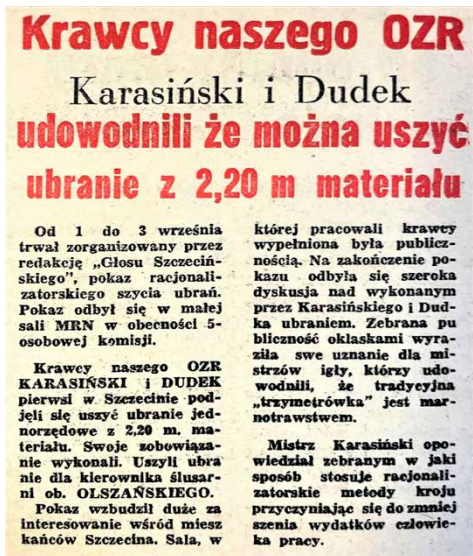 Krawcy naszego OZR
Karasiński i Dudek
udowodnili że można uszyć
ubranie z 2,20 m materiału
Od 1 do 3 września
trwał zorganizowany przez
redakcję „Głosu Szczeciń
skiego”, pokaz racjonali-
zatorskiego szycia ubrań.
Pokaz odbył się w małej
sali MRN w obecności 5-
osobowej komisji.
Krawcy naszego OZR
KARASIŃSKI i DUDEK
pierwsi w Szczecinie pod-
jęli się uszyć ubranie jed-
norzędowe z 2,20 m. ma-
teriału. Swoje zobowiąza-
nie wykonali. Uszyli ubra
nie dla kierownika ślusar-
ni ob. OLSZAŃSKIEGO.
Pokaz wzbudził duże za
interesowanie wśród miesz
kańców Szczecina. Sala, w
której pracowali krawcy
wypełniona była publicz-
nością. Na zakończenie po-
kazu odbyła się szeroka
dyskusja nad wykonanym
przez Karasińskiego i Dud-
ka ubraniem. Zebrana pu
bliczność oklaskami wyra-
ziła swe uznanie dla mi-
strzów igły, którzy udo-
wodnili, że tradycyjna
„trzymetrówka” jest mar-
notrawstwem.
Mistrz Karasiński opo-
wiedział zebranym w jaki
sposób stosuje racjonali-
zatorskie metody kroju
przyczyniając się do zmniej
szenia wydatków człowie-
ka pracy.